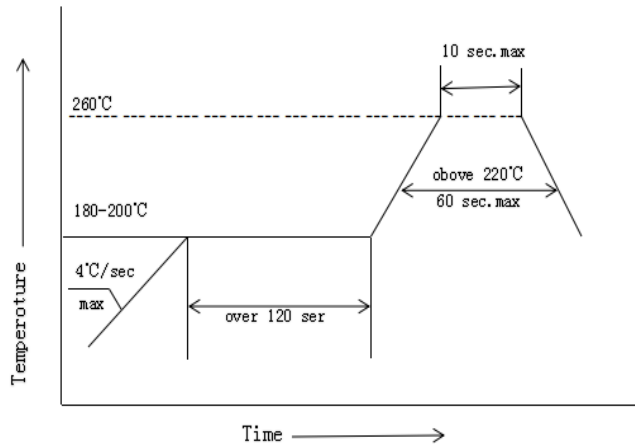 10 sec.max
260℃
obove 220℃
60 sec.max
180-200℃
4℃/sec
max
over 120 ser
Temperoture
Time